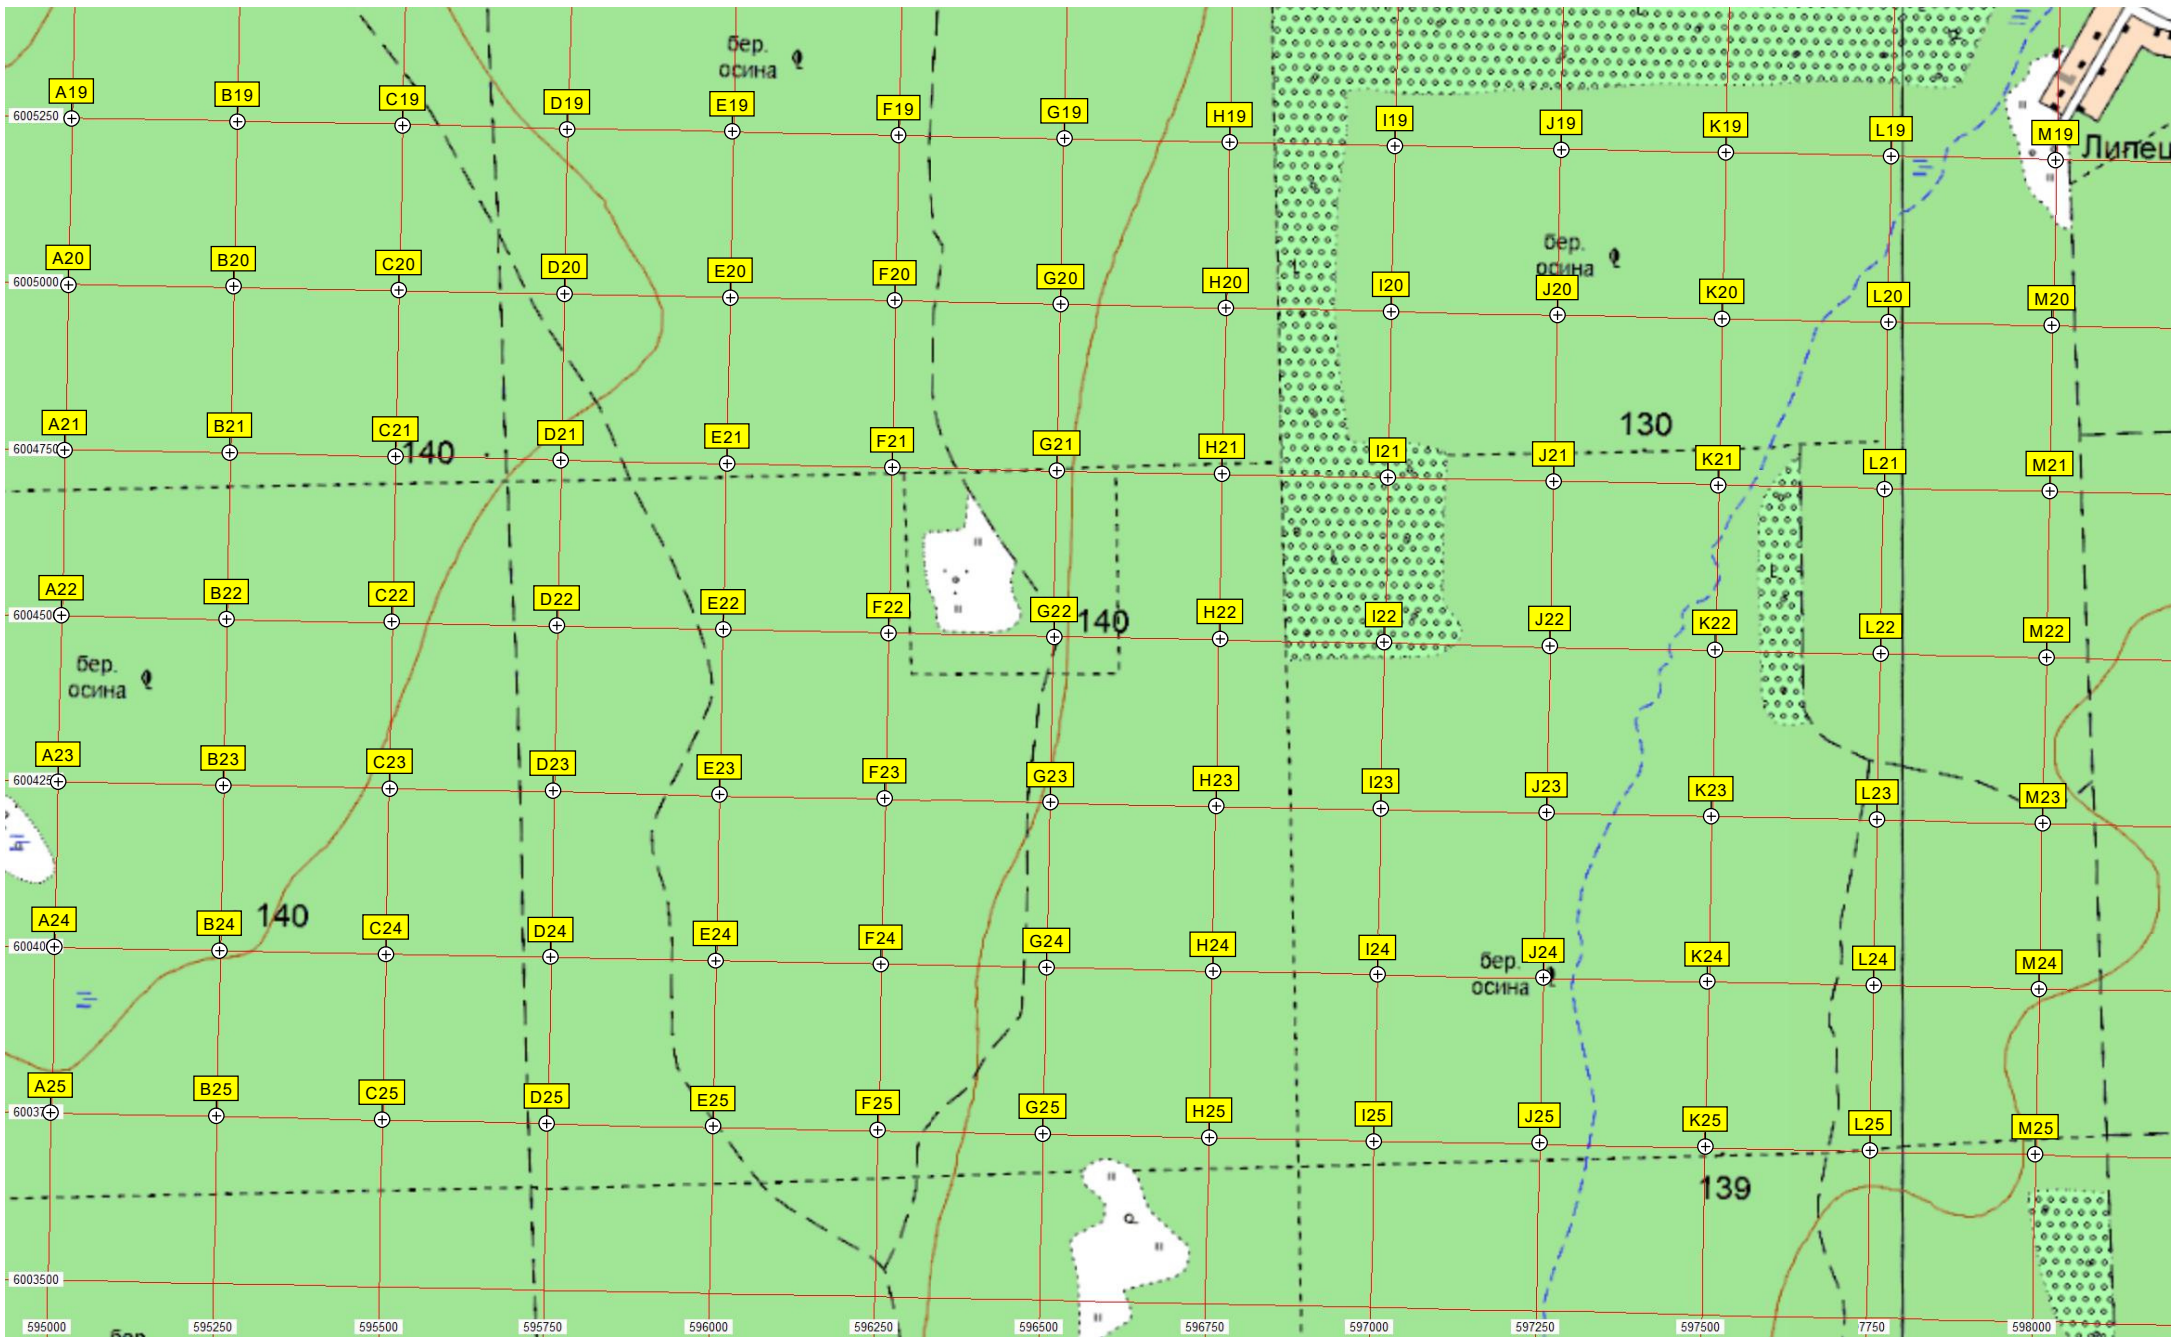 бер.
осина
A19 B19 C19 D19 E19 F19 G19 H19 I19 J19 K19 L19 M19
6005250
Липец
бер.
осина
A20 B20 C20 D20 E20 F20 G20 H20 I20 J20 K20 L20 M20
6005000
130
A21 B21 C21 D21 E21 F21 G21 H21 I21 J21 K21 L21 M21
6004750
140
A22 B22 C22 D22 E22 F22 G22 H22 I22 J22 K22 L22 M22
600450
140
бер.
осина
A23 B23 C23 D23 E23 F23 G23 H23 I23 J23 K23 L23 M23
600425
140
A24 B24 C24 D24 E24 F24 G24 H24 I24 J24 K24 L24 M24
60040
бер.
осина
A25 B25 C25 D25 E25 F25 G25 H25 I25 J25 K25 L25 M25
60037
139
6003500
595000 595250 595500 595750 596000 596250 596500 596750 597000 597250 597500 7750 598000